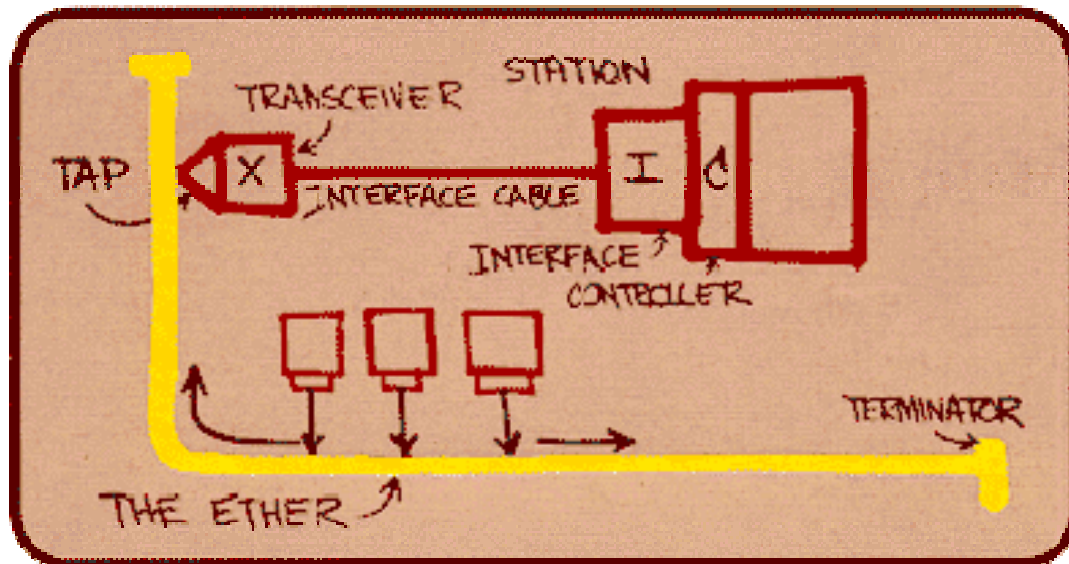 STATION
TRANSCEIVER
TAP
X
I
C
INTERFACE CABLE
INTERFACE
CONTROLLER
TERMINATOR
THE ETHER